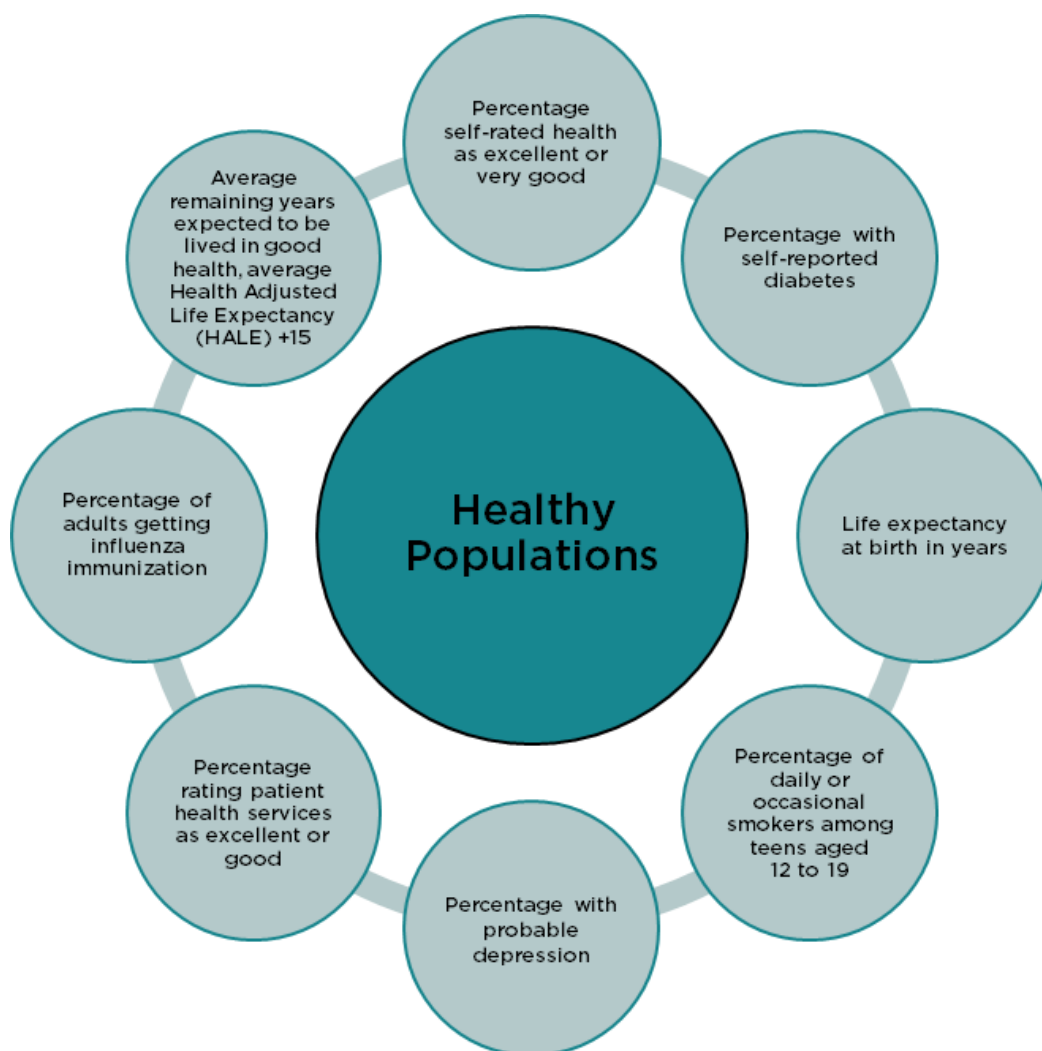 Percentage
self-rated health
as excellent or
very good
Percentage with
self-reported
diabetes
Life expectancy
at birth in years
Percentage of
daily or
occasional
smokers among
teens aged
12 to 19
Percentage with
probable
depression
Percentage
rating patient
health services
as excellent or
good
Percentage of
adults getting
influenza
immunization
Average
remaining years
expected to be
lived in good
health, average
Health Adjusted
Life Expectancy
(HALE) +15
Healthy
Populations